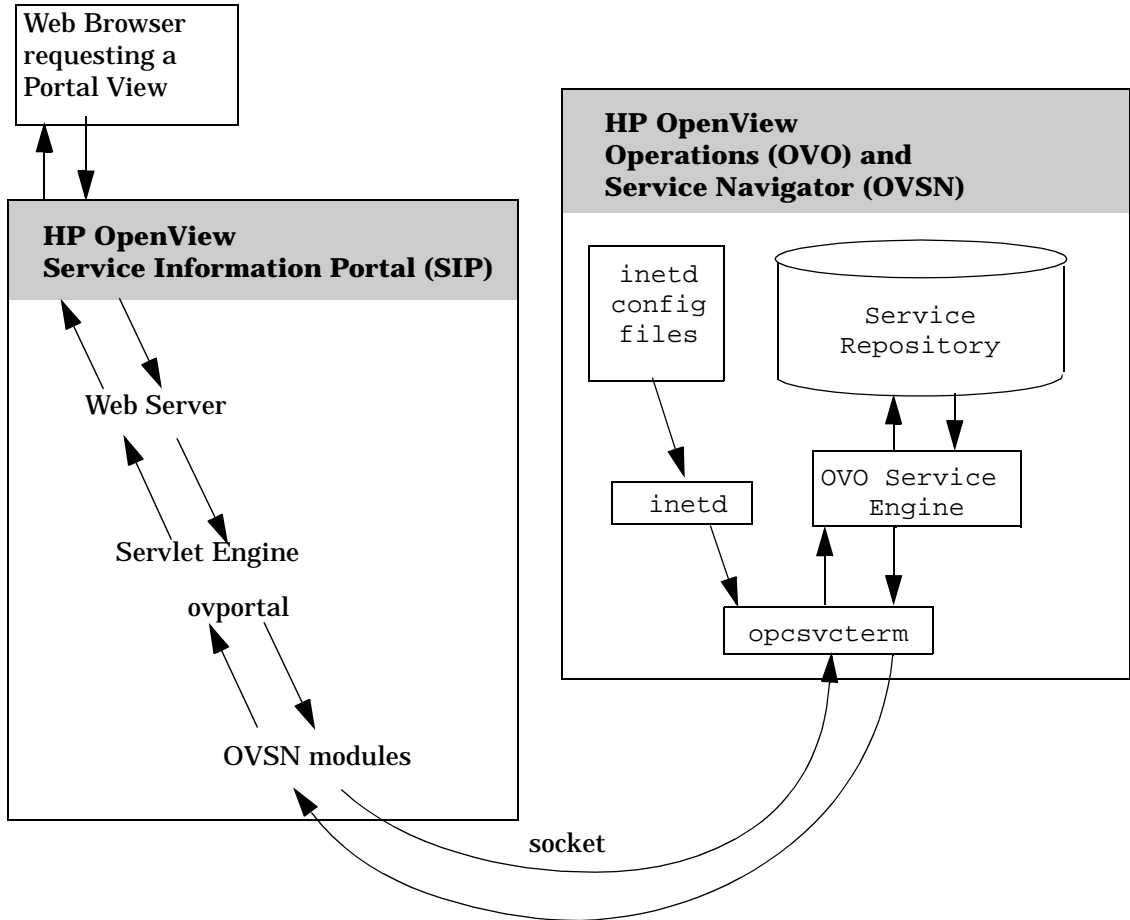 Web Browser
requesting a
Portal View
HP OpenView
Service Information Portal (SIP)
Web Server
Servlet Engine
ovportal
OVSN modules
socket
HP OpenView
Operations (OVO) and
Service Navigator (OVSN)
inetd
config
files
Service
Repository
inetd
OVO Service
Engine
opcsvcterm